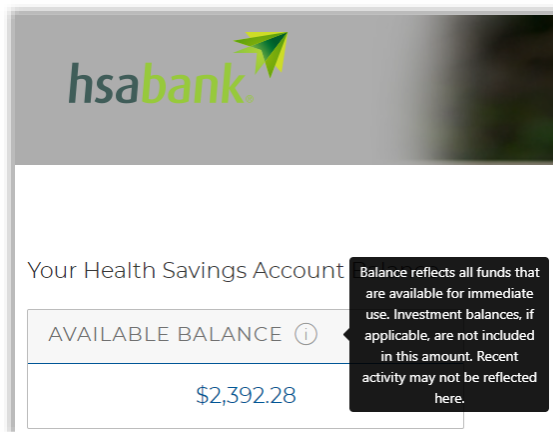 hsabank.
Your Health Savings Account
AVAILABLE BALANCE
$2,392.28
Balance reflects all funds that
are available for immediate
use. Investment balances, if
applicable, are not included
in this amount. Recent
activity may not be reflected
here.